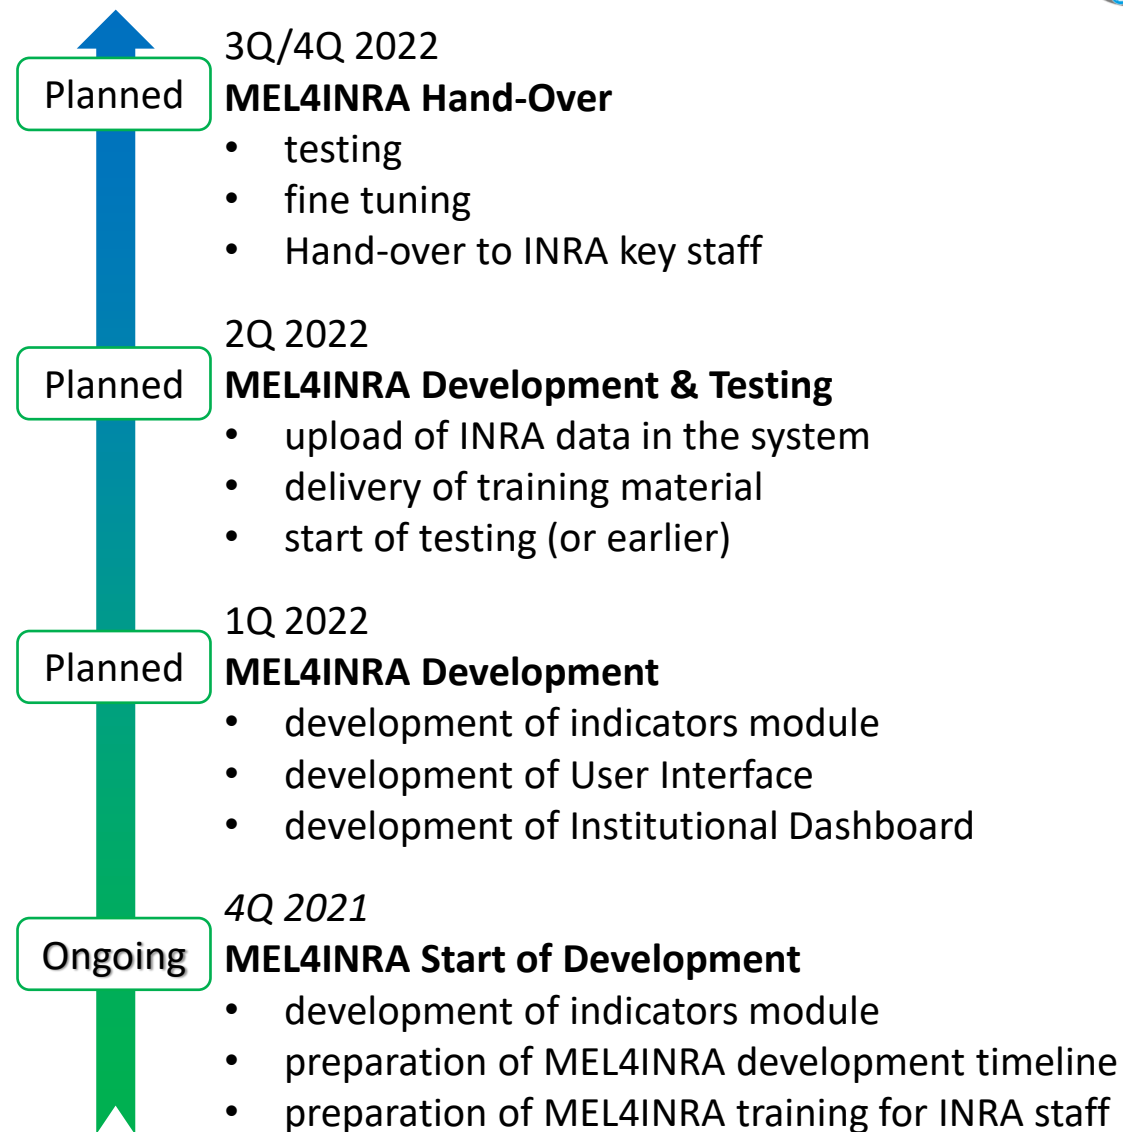 3Q/4Q 2022
Planned
MEL4INRA Hand-Over
• testing
• fine tuning
• Hand-over to INRA key staff
2Q 2022
Planned
MEL4INRA Development & Testing
• upload of INRA data in the system
• delivery of training material
• start of testing (or earlier)
1Q 2022
Planned
MEL4INRA Development
• development of indicators module
• development of User Interface
• development of Institutional Dashboard
4Q 2021
Ongoing
MEL4INRA Start of Development
• development of indicators module
• preparation of MEL4INRA development timeline
• preparation of MEL4INRA training for INRA staff